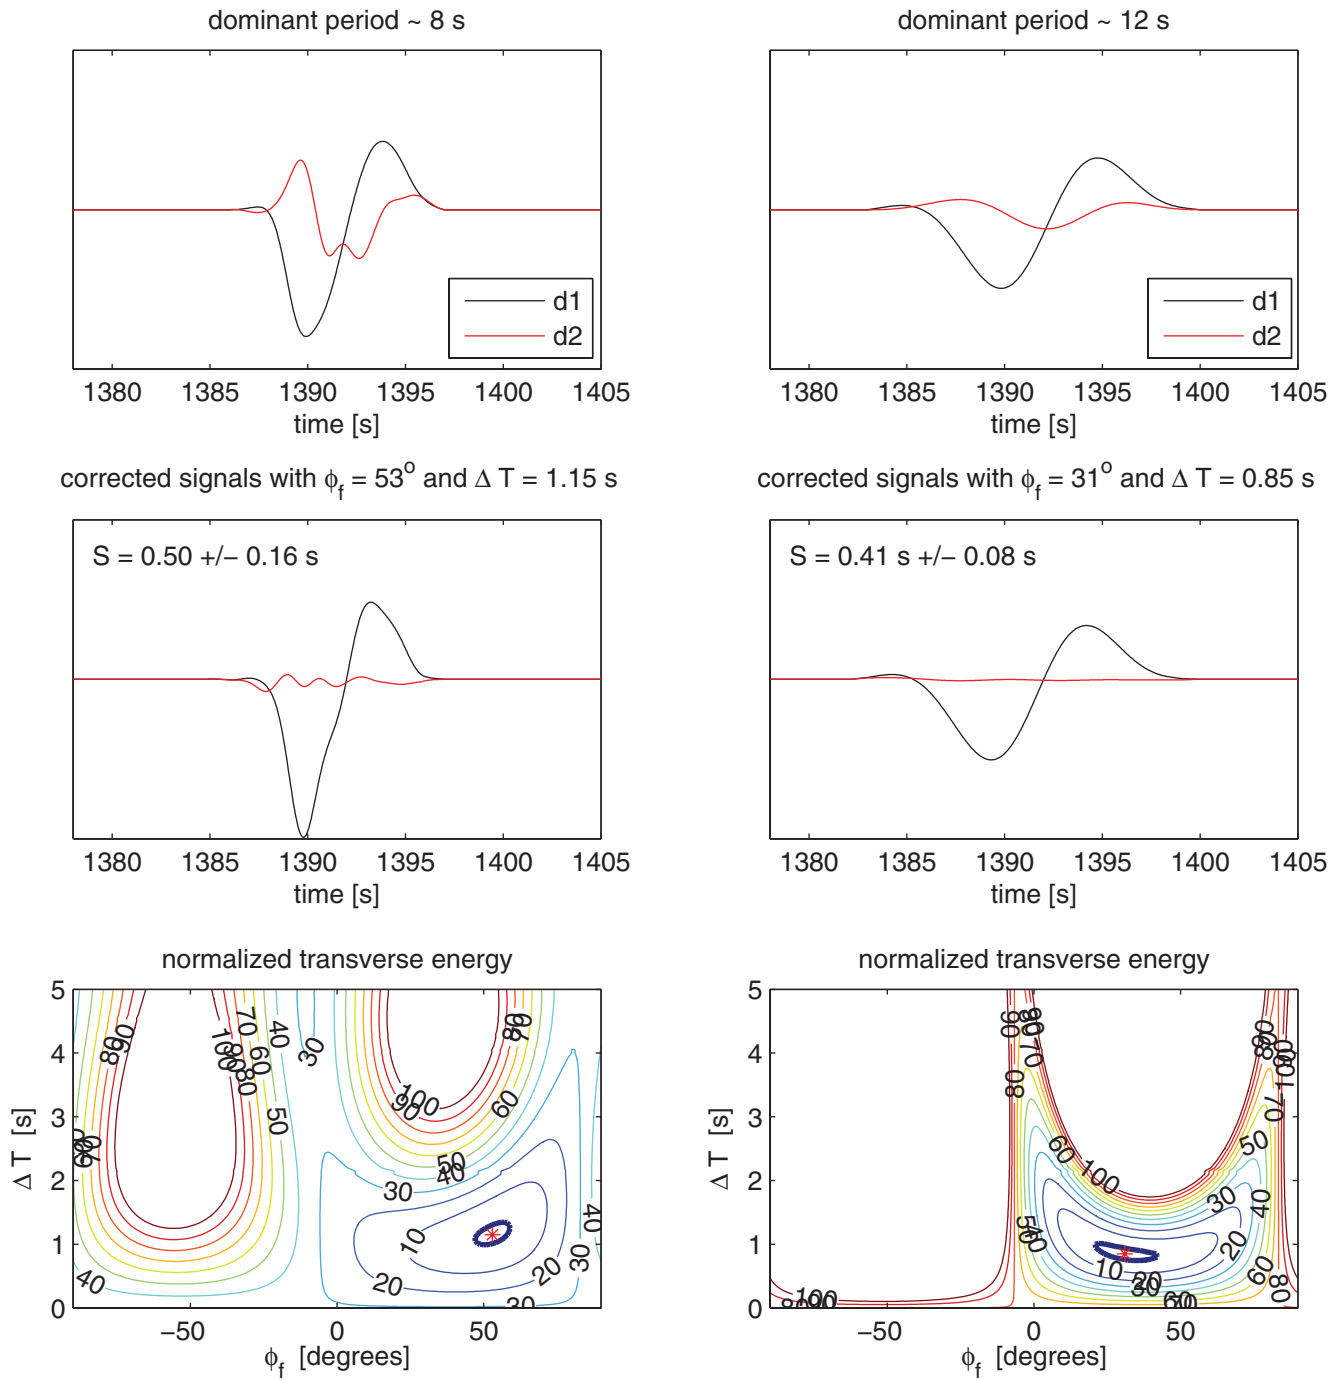 dominant period ~ 8 s
dominant period ~ 12 s
d1
d2
d1
d2
1380 1385 1390 1395 1400 1405
1380 1385 1390 1395 1400 1405
time [s]
time [s]
corrected signals with ϕf = 53o and Δ T = 1.15 s
corrected signals with ϕf = 31o and Δ T = 0.85 s
S = 0.50 +/− 0.16 s
S = 0.41 s +/− 0.08 s
1380 1385 1390 1395 1400 1405
1380 1385 1390 1395 1400 1405
time [s]
time [s]
normalized transverse energy
normalized transverse energy
5
4
3
2
1
0
Δ T [s]
80 90 100 90 80 70 60 50 40 40
30 30 40 50 60 80 90 100
10 20 20 30 30 40
−50 0 50
ϕf [degrees]
5
4
3
2
1
0
Δ T [s]
90 80 80 70 60 100 50 40 30 20
10 20 30 60 60 70 80 80 100
−50 0 50
ϕf [degrees]